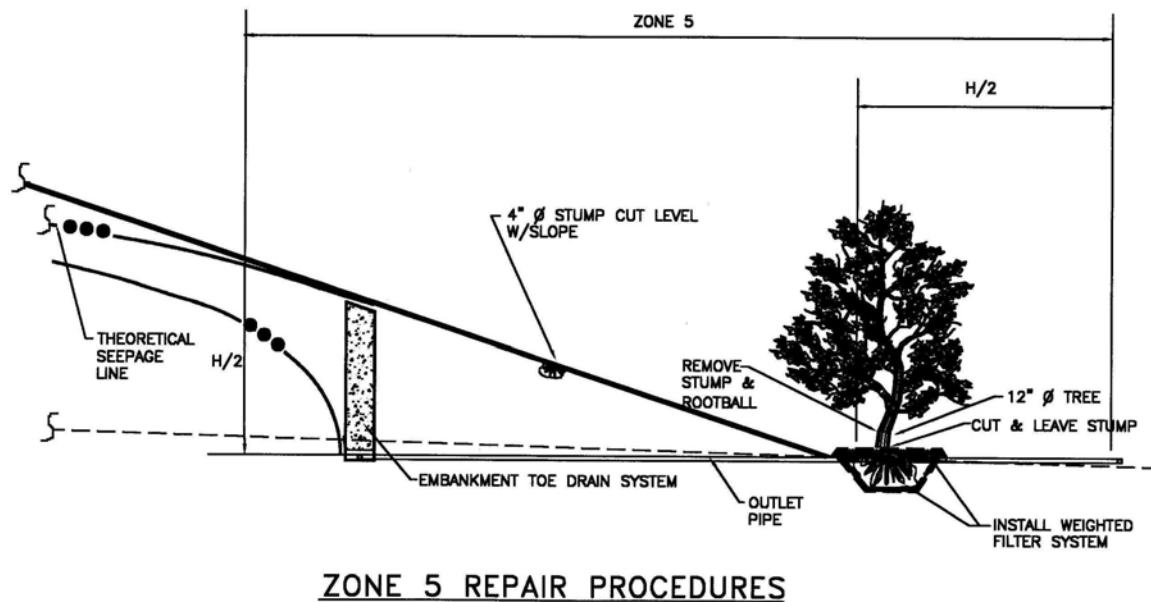 ZONE 5
H/2
4" Ø STUMP CUT LEVEL
W/SLOPE
THEORETICAL
SEEPAGE
LINE
H/2
REMOVE
STUMP &
ROOTBALL
12" Ø TREE
CUT & LEAVE STUMP
EMBANKMENT TOE DRAIN SYSTEM
OUTLET
PIPE
INSTALL WEIGHTED
FILTER SYSTEM
ZONE 5 REPAIR PROCEDURES